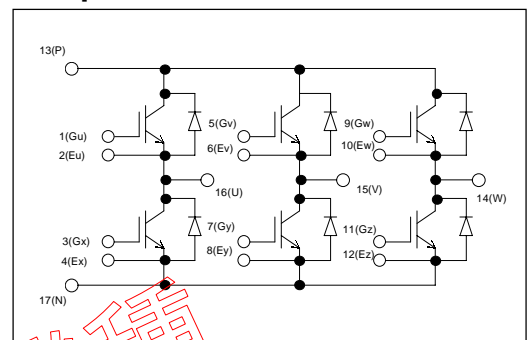 13(P)
1(Gu)
2(Eu)
5(Gv)
6(Ev)
9(Gw)
10(Ew)
16(U)
15(V)
14(W)
3(Gx)
4(Ex)
7(Gy)
8(Ey)
11(Gz)
12(Ez)
17(N)